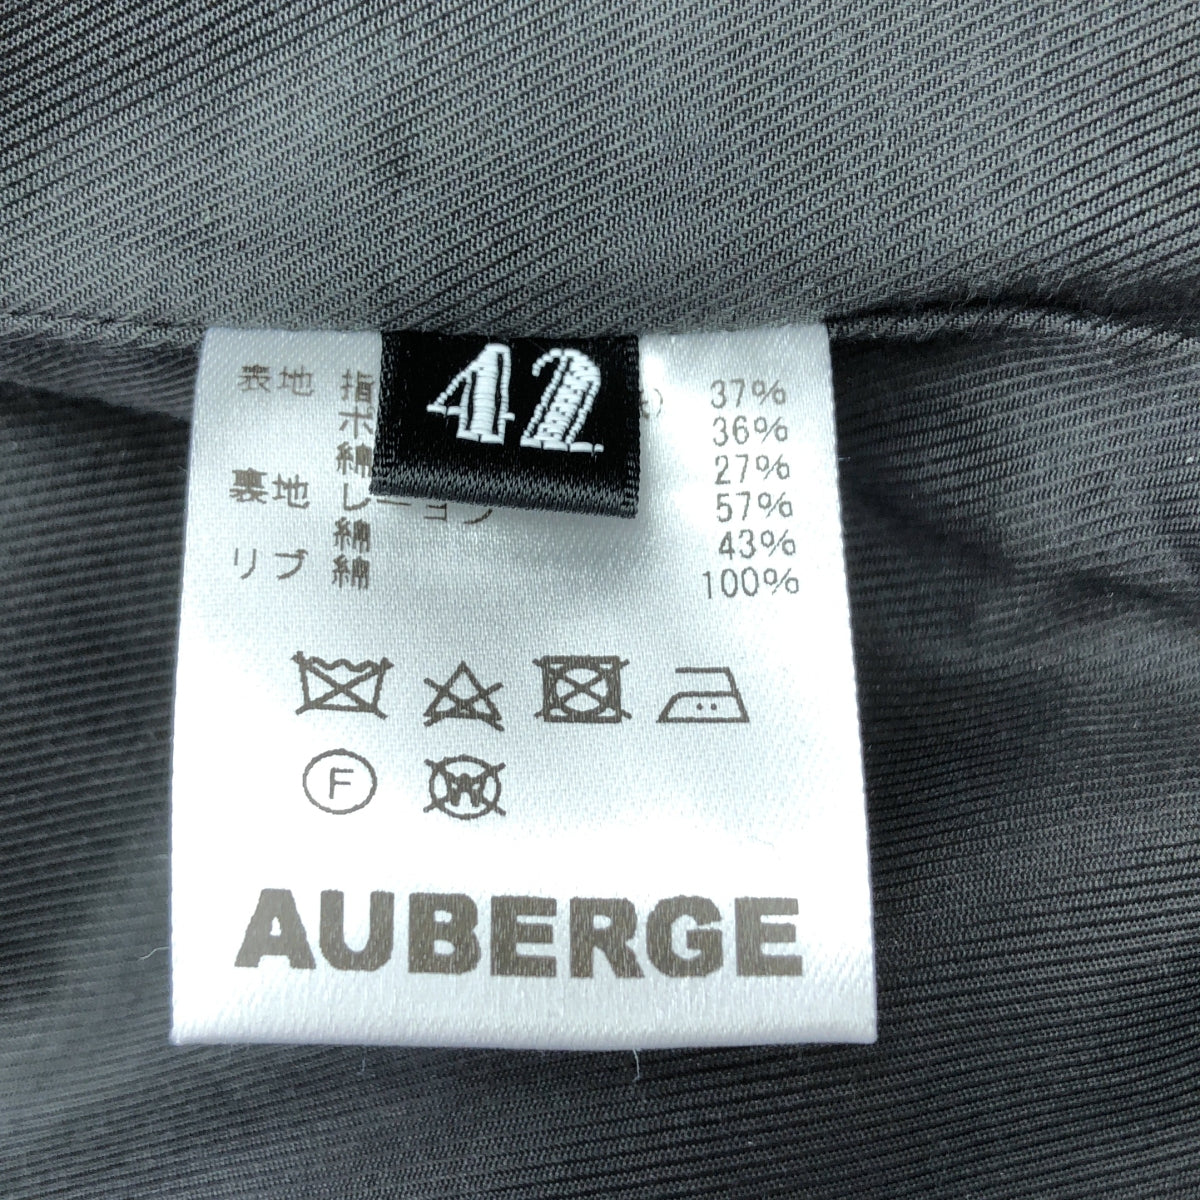 42
表地 指 37%
ポ 36%
綿 27%
裏地 レーヨン 57%
綿 43%
リブ 綿 100%
F W
AUBERGE